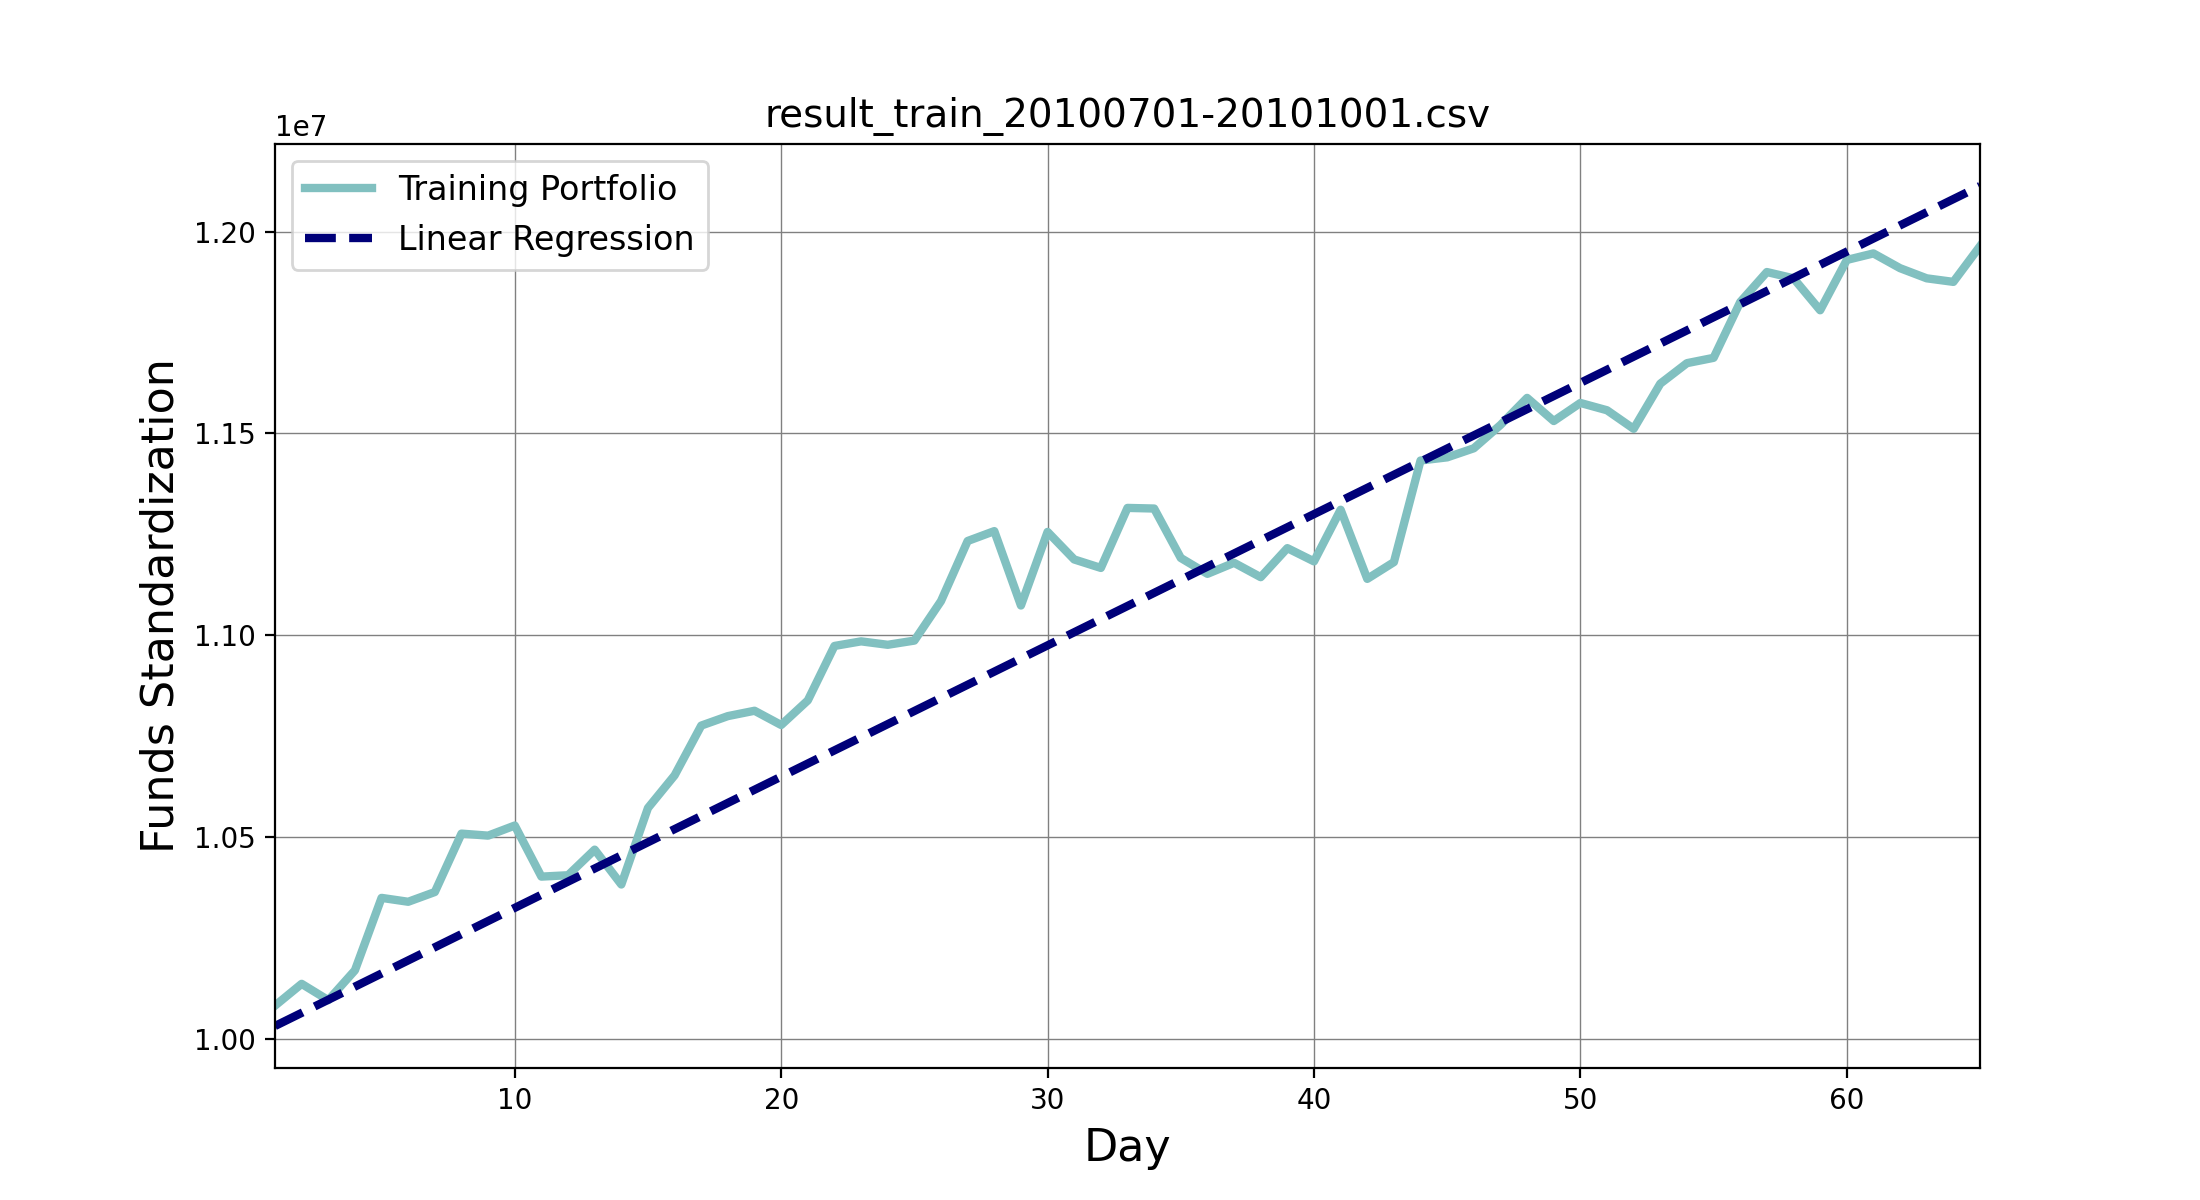 result_train_20100701-20101001.csv
1e7
Training Portfolio
Linear Regression
1.20
1.15
1.10
1.05
1.00
Funds Standardization
10 20 30 40 50 60
Day